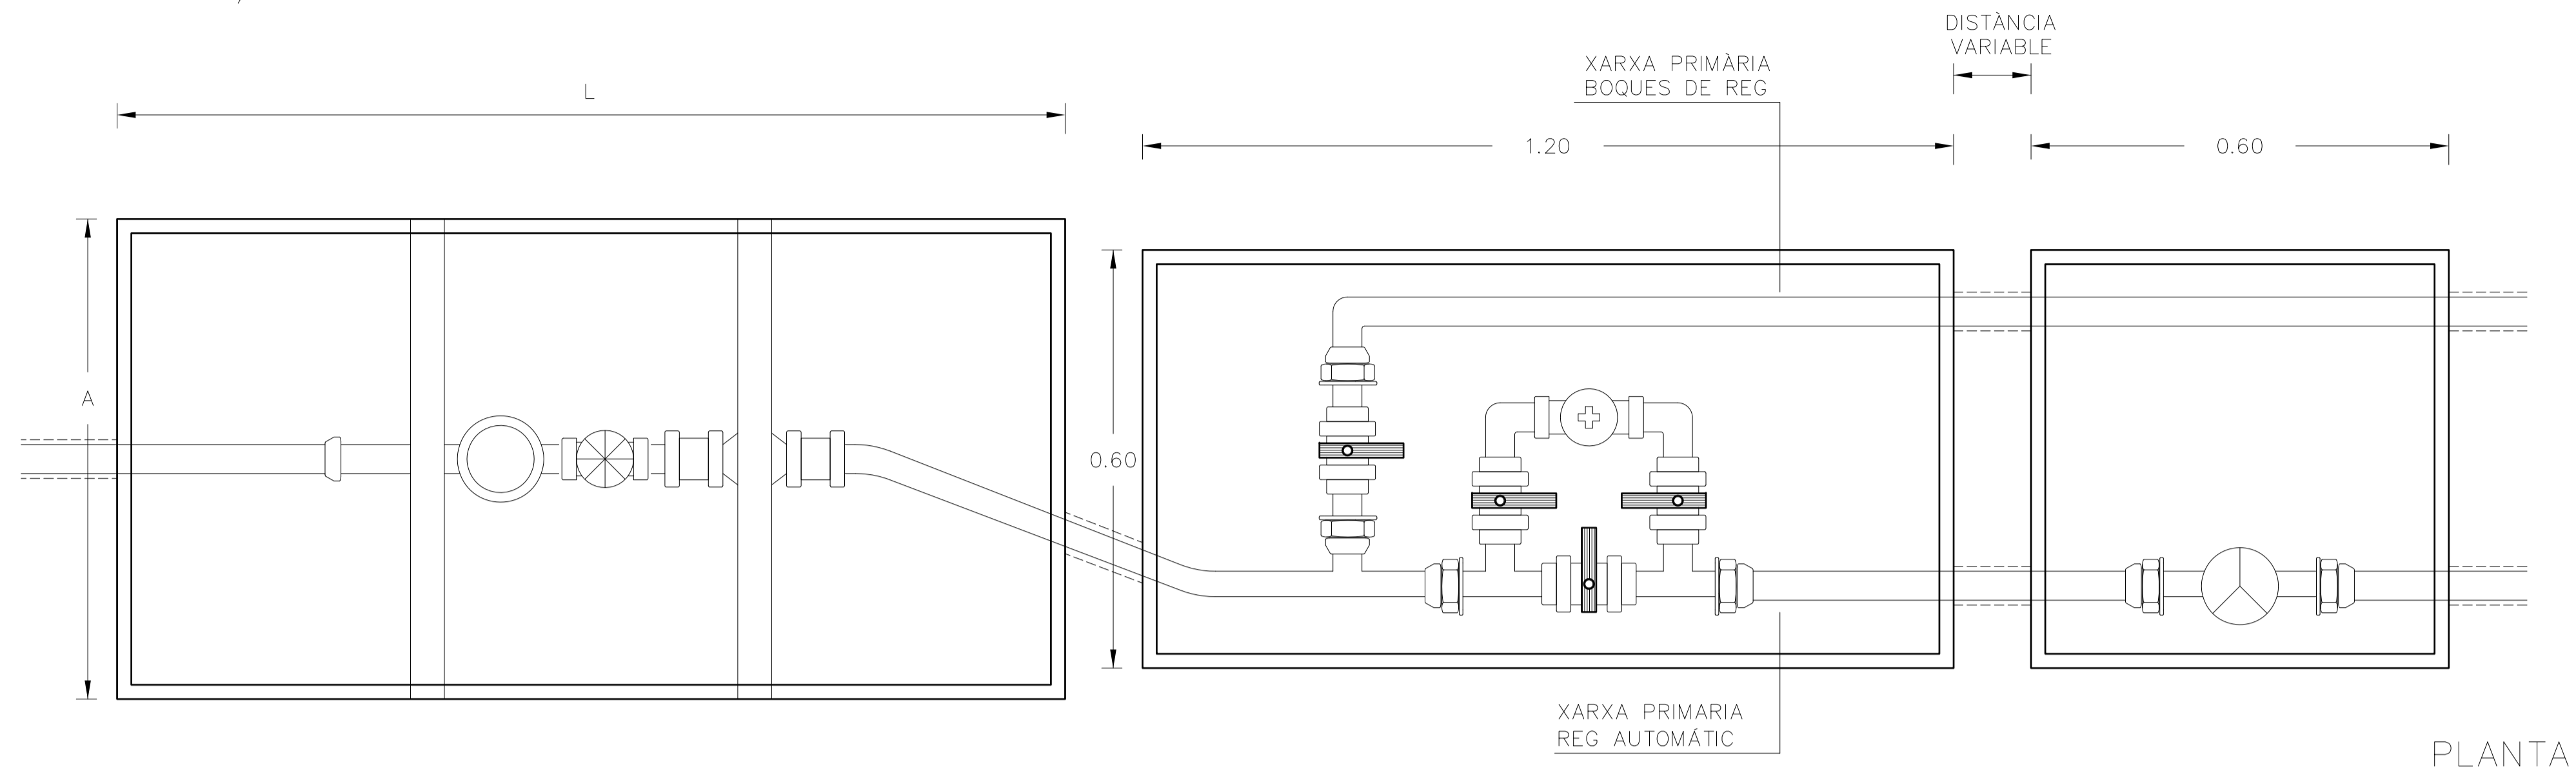 DISTÀNCIA
VARIABLE
XARXA PRIMÀRIA
BOQUES DE REG
L
1.20
0.60
A
0.60
XARXA PRIMARIA
REG AUTOMÁTIC
PLANTA